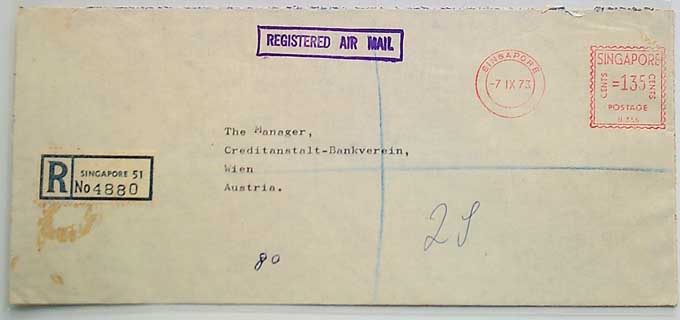 REGISTERED AIR MAIL
SINGAPORE
-7 IX 73
SINGAPORE
CENTS =135 CENTS
POSTAGE
The Manager,
Creditanstalt-Bankverein,
Wien
Austria.
R SINGAPORE 51
No 4880
80